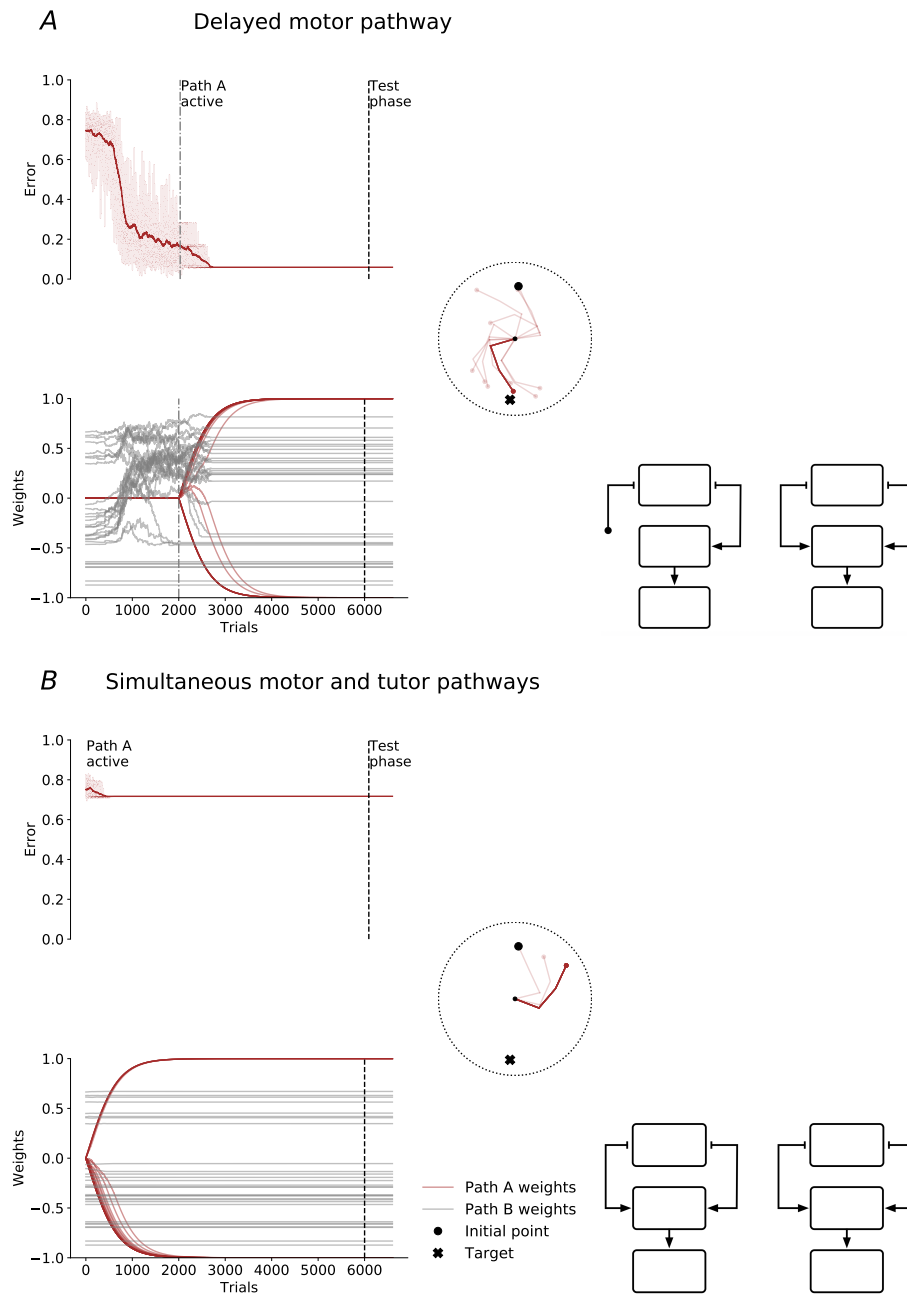 A Delayed motor pathway
1.0
0.8
0.6
0.4
0.2
0.0
Error
Path A
active
Test
phase
1.0
0.5
0.0
−0.5
−1.0
Weights
0 1000 2000 3000 4000 5000 6000
Trials
B Simultaneous motor and tutor pathways
1.0
0.8
0.6
0.4
0.2
0.0
Error
Path A
active
Test
phase
1.0
0.5
0.0
−0.5
−1.0
Weights
0 1000 2000 3000 4000 5000 6000
Trials
Path A weights
Path B weights
Initial point
Target